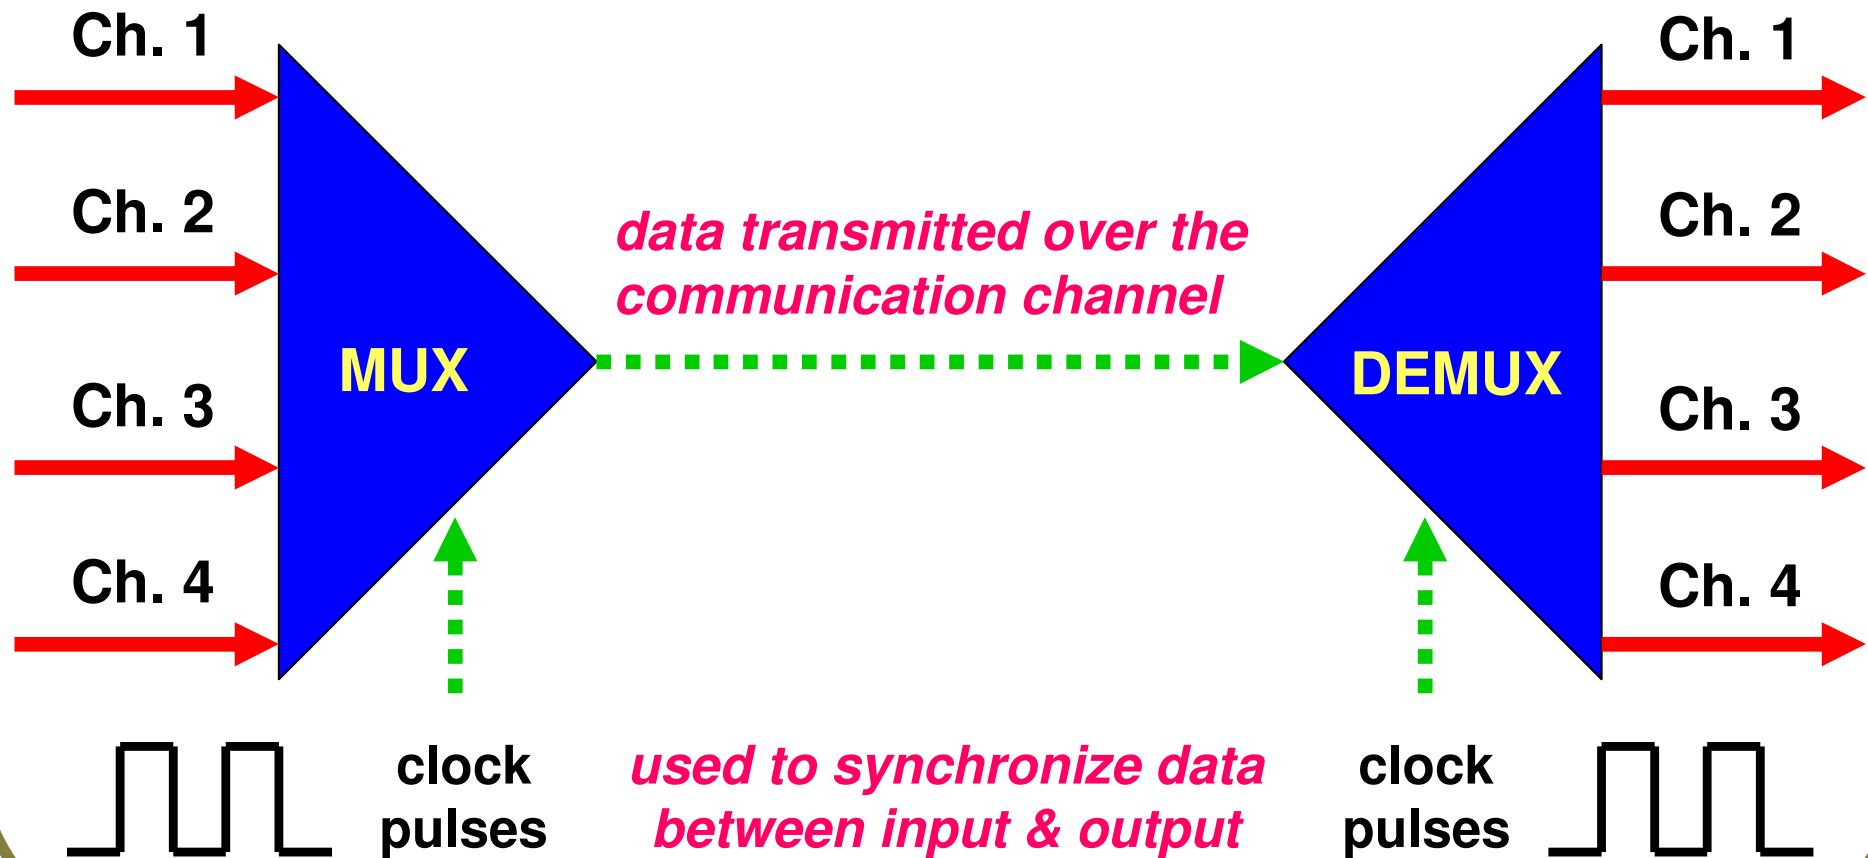 Ch. 1
Ch. 2
Ch. 3
Ch. 4
MUX
data transmitted over the
communication channel
DEMUX
Ch. 1
Ch. 2
Ch. 3
Ch. 4
clock
pulses
used to synchronize data
between input & output
clock
pulses